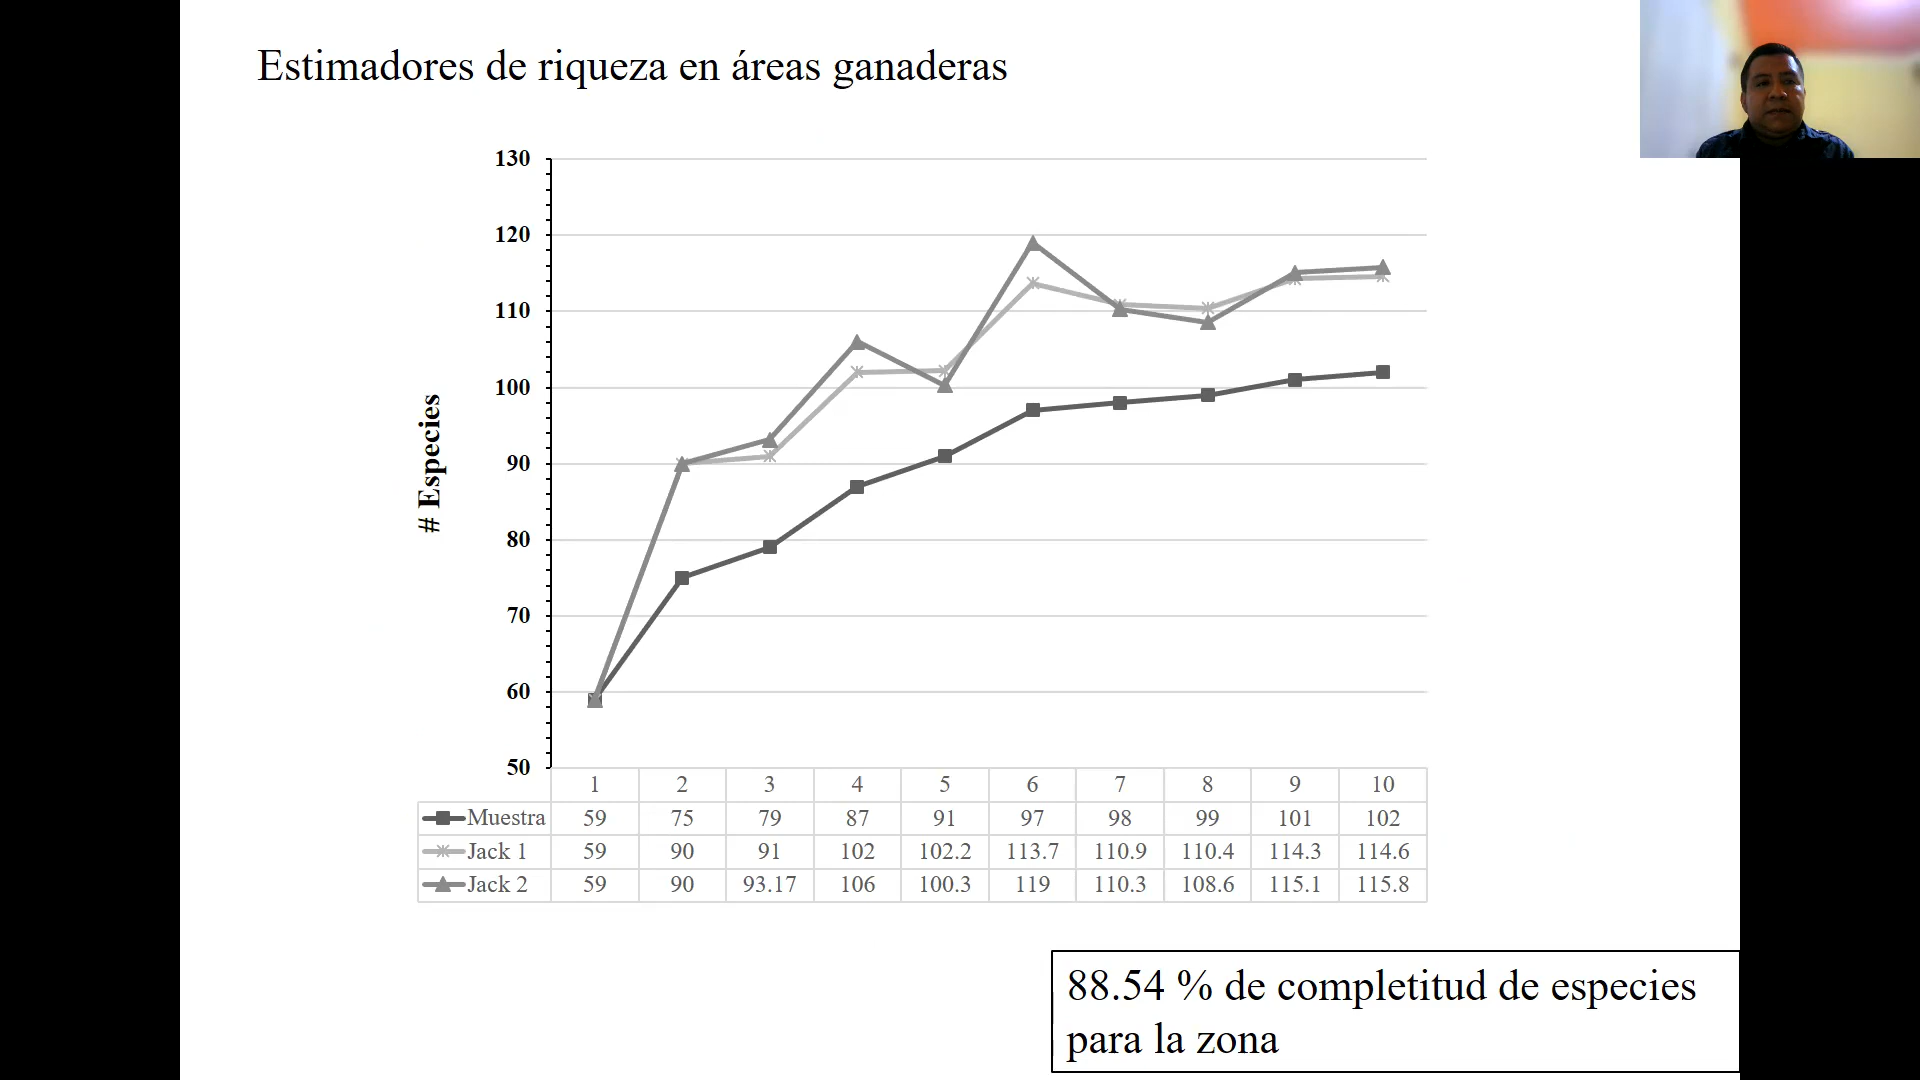 Estimadores de riqueza en áreas ganaderas
130
120
110
100
90
80
70
60
50
# Especies
1 2 3 4 5 6 7 8 9 10
Muestra 59 75 79 87 91 97 98 99 101 102
Jack 1 59 90 91 102 102.2 113.7 110.9 110.4 114.3 114.6
Jack 2 59 90 93.17 106 100.3 119 110.3 108.6 115.1 115.8
88.54 % de completitud de especies
para la zona